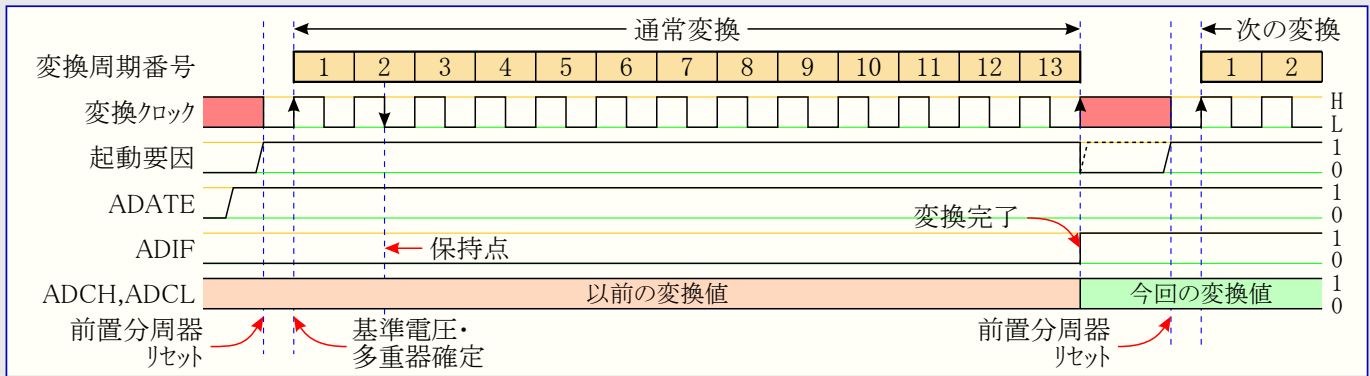 通常変換
次の変換
変換周期番号 1 2 3 4 5 6 7 8 9 10 11 12 13 1 2
変換クロック H L
起動要因 1 0
ADATE 1 0
変換完了
ADIF 保持点 1 0
ADCH,ADCL 以前の変換値 今回の変換値 1 0
前置分周器
リセット
基準電圧・
多重器確定
前置分周器
リセット